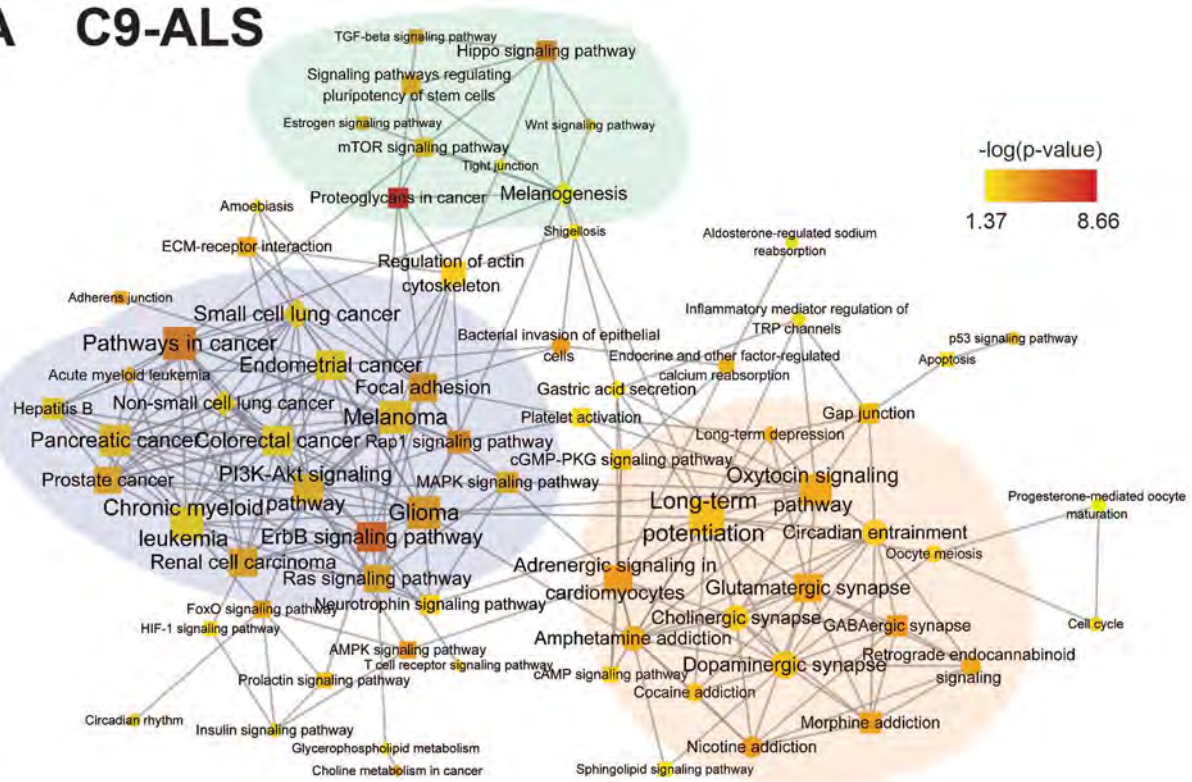 A C9-ALS
TGF-beta signaling pathway
Hippo signaling pathway
Signaling pathways regulating
pluripotency of stem cells
Estrogen signaling pathway
Wnt signaling pathway
mTOR signaling pathway
Tight junction
Proteoglycans in cancer
Melanogenesis
-log(p-value)
1.37
8.66
Amoebiasis
Shigellosis
ECM-receptor interaction
Aldosterone-regulated sodium
reabsorption
Regulation of actin
cytoskeleton
Adherens junction
Small cell lung cancer
Inflammatory mediator regulation of
TRP channels
Pathways in cancer
Bacterial invasion of epithelial
cells
p53 signaling pathway
Endometrial cancer
Endocrine and other factor-regulated
calcium reabsorption
Apoptosis
Acute myeloid leukemia
Focal adhesion
Gastric acid secretion
Hepatitis B
Non-small cell lung cancer
Melanoma
Platelet activation
Gap junction
Pancreatic cancer
Colorectal cancer
Rap1 signaling pathway
Long-term depression
cGMP-PKG signaling pathway
Prostate cancer
PI3K-Akt signaling
pathway
MAPK signaling pathway
Oxytocin signaling
pathway
Chronic myeloid
leukemia
Glioma
Long-term
potentiation
Progesterone-mediated oocyte
maturation
ErbB signaling pathway
Circadian entrainment
Oocyte meiosis
Renal cell carcinoma
Ras signaling pathway
Adrenergic signaling in
cardiomyocytes
Glutamatergic synapse
FoxO signaling pathway
Neurotrophin signaling pathway
Cholinergic synapse
GABAergic synapse
Cell cycle
HIF-1 signaling pathway
Amphetamine addiction
AMPK signaling pathway
T cell receptor signaling pathway
Dopaminergic synapse
Retrograde endocannabinoid
signaling
Prolactin signaling pathway
cAMP signaling pathway
Cocaine addiction
Circadian rhythm
Insulin signaling pathway
Morphine addiction
Glycerophospholipid metabolism
Nicotine addiction
Choline metabolism in cancer
Sphingolipid signaling pathway